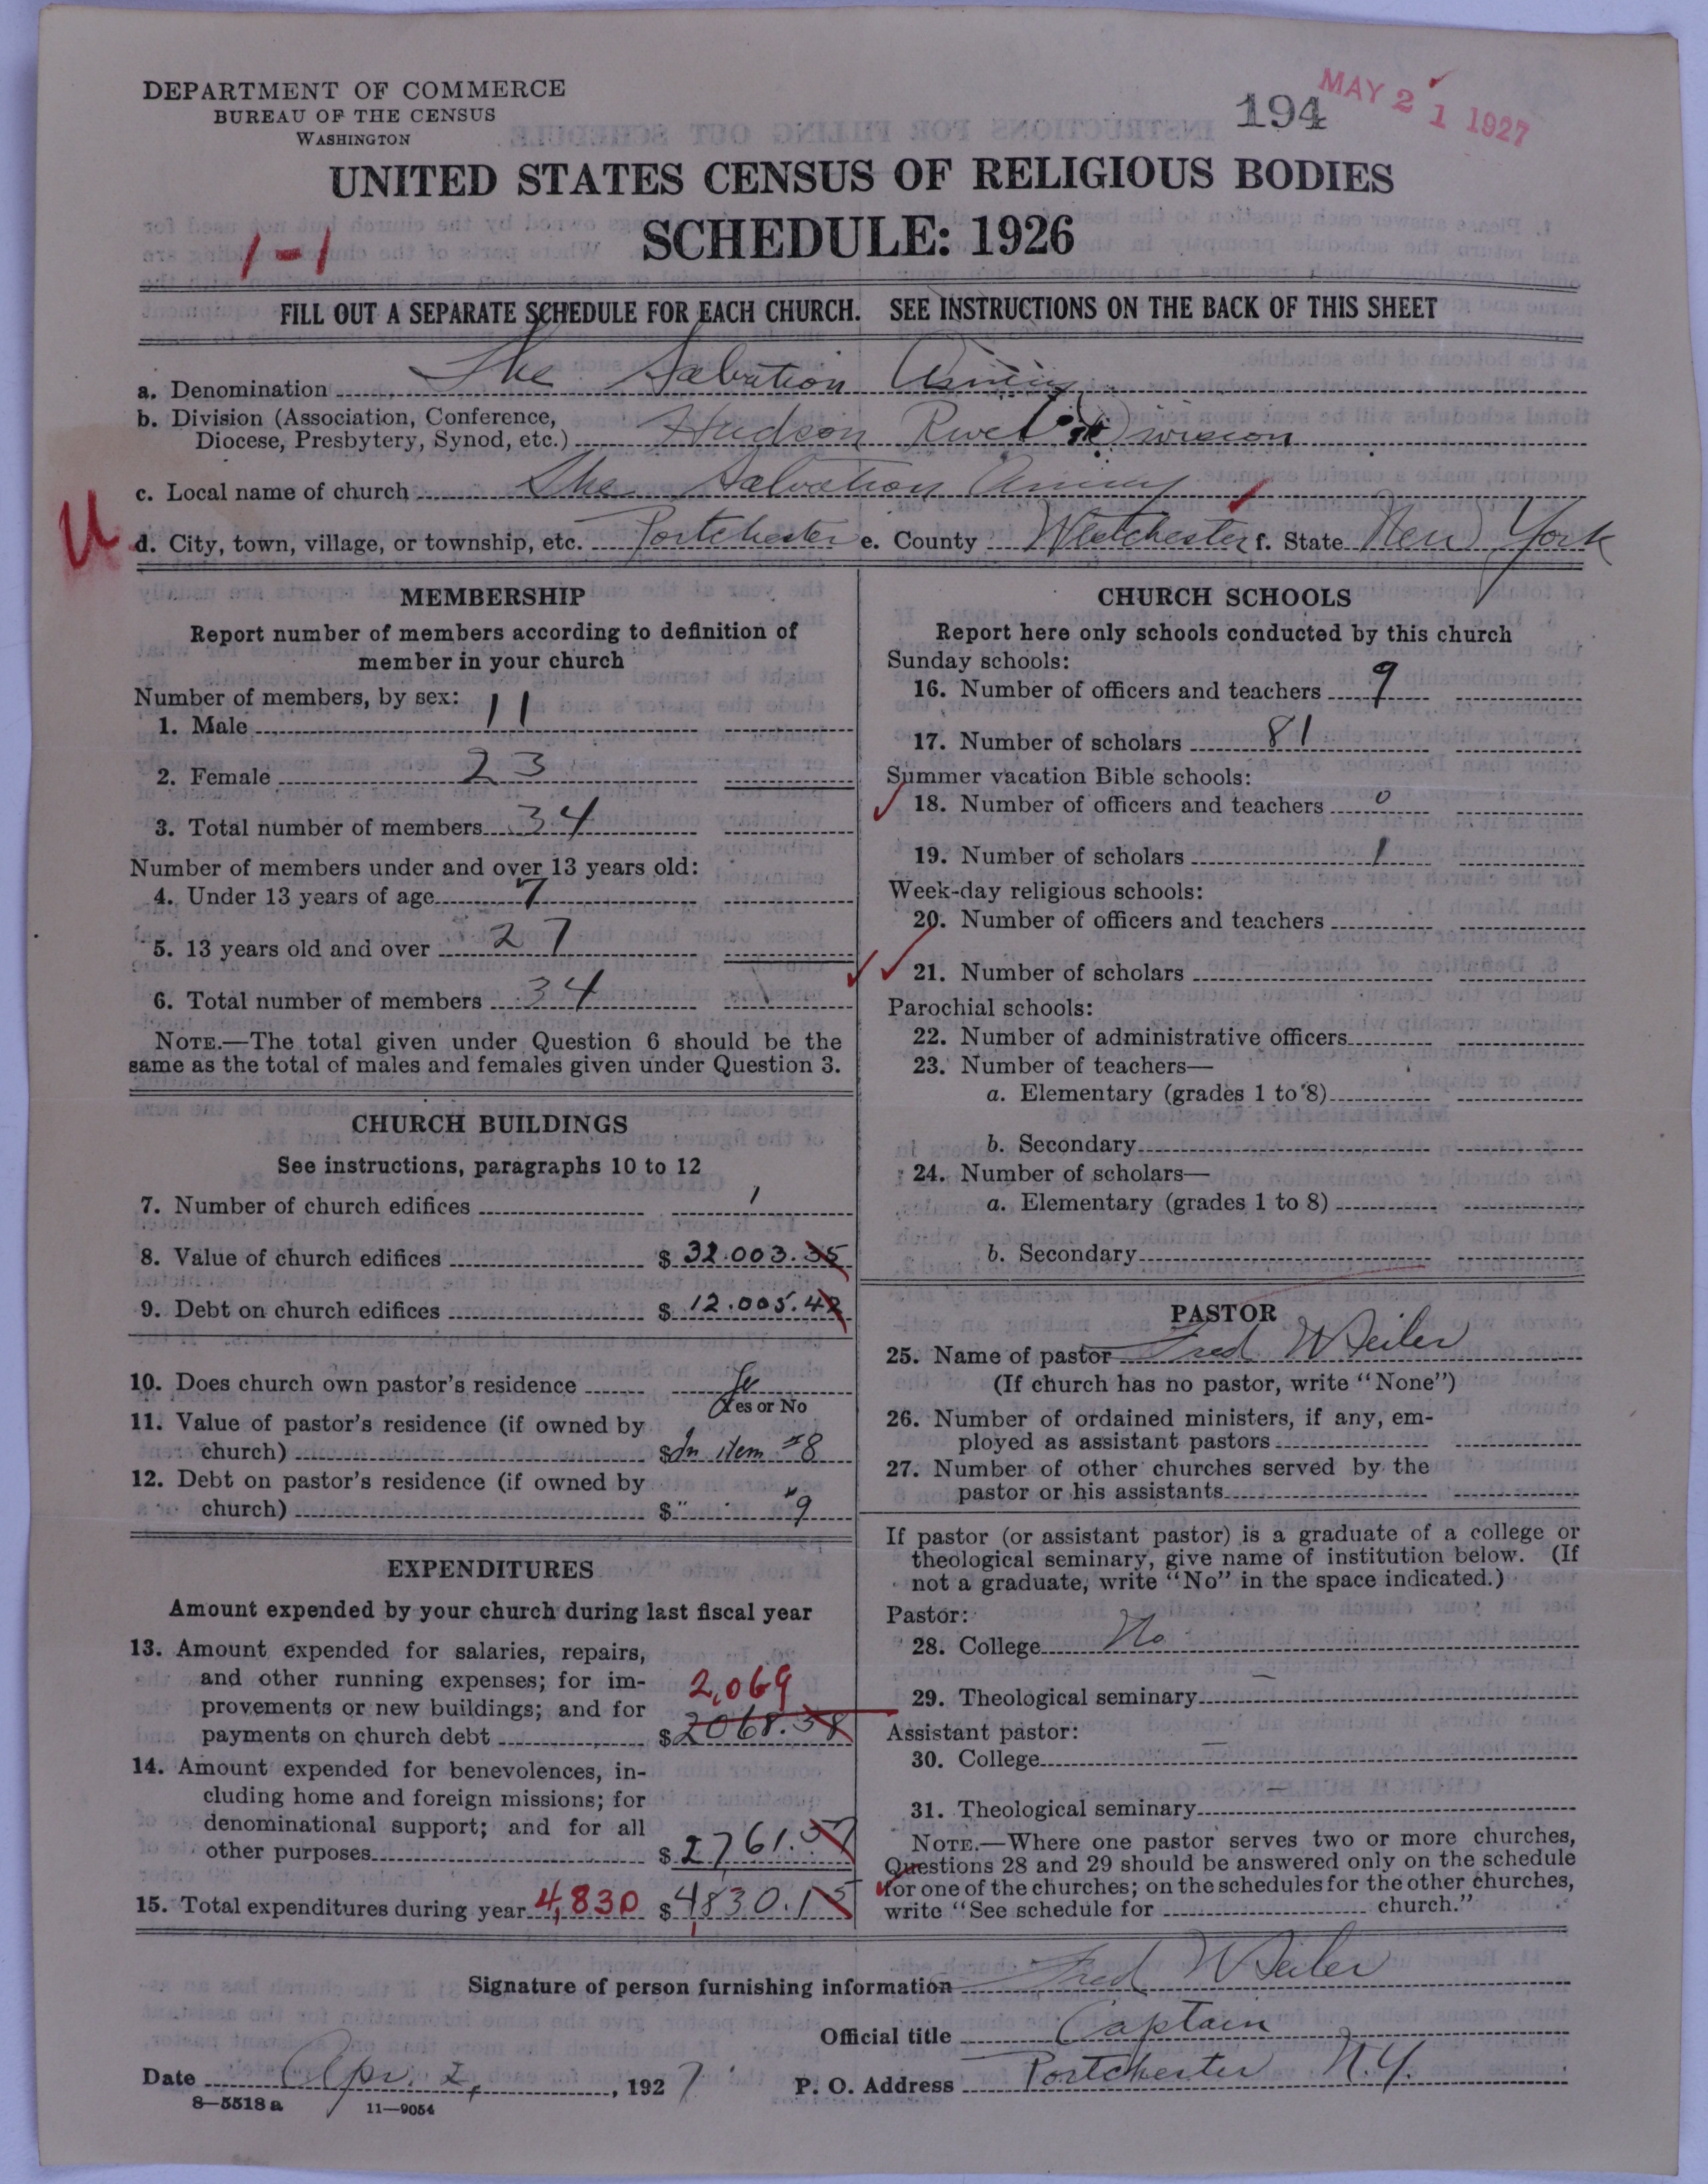 DEPARTMENT OF COMMERCE
BUREAU OF THE CENSUS
WASHINGTON
194
MAY 21 1927
UNITED STATES CENSUS OF RELIGIOUS BODIES
SCHEDULE: 1926
1-1
FILL OUT A SEPARATE SCHEDULE FOR EACH CHURCH. SEE INSTRUCTIONS ON THE BACK OF THIS SHEET
a. Denomination The Salvation Army
b. Division (Association, Conference,
Diocese, Presbytery, Synod, etc.) Hudson River Division
c. Local name of church The Salvation Army
U
d. City, town, village, or township, etc. Portchester e. County Westchester f. State New York
MEMBERSHIP
Report number of members according to definition of
member in your church
Number of members, by sex:
1. Male 11
2. Female 23
3. Total number of members 34
Number of members under and over 13 years old:
4. Under 13 years of age 7
5. 13 years old and over 27
6. Total number of members 34
NOTE.—The total given under Question 6 should be the
same as the total of males and females given under Question 3.
CHURCH BUILDINGS
See instructions, paragraphs 10 to 12
7. Number of church edifices 1
8. Value of church edifices $ 32.003.35
9. Debt on church edifices $ 12.005.42
10. Does church own pastor's residence
Yes or No
11. Value of pastor's residence (if owned by
church) $ In item #8
12. Debt on pastor's residence (if owned by
church) $ " " "9
EXPENDITURES
Amount expended by your church during last fiscal year
13. Amount expended for salaries, repairs,
and other running expenses; for im-
provements or new buildings; and for 2,069
payments on church debt $ 2068.58
14. Amount expended for benevolences, in-
cluding home and foreign missions; for
denominational support; and for all
other purposes $ 2761.57
15. Total expenditures during year 4,830 $ 4830.15
CHURCH SCHOOLS
Report here only schools conducted by this church
Sunday schools:
16. Number of officers and teachers 9
17. Number of scholars 81
Summer vacation Bible schools:
18. Number of officers and teachers 0
19. Number of scholars 1
Week-day religious schools:
20. Number of officers and teachers
21. Number of scholars
Parochial schools:
22. Number of administrative officers
23. Number of teachers—
a. Elementary (grades 1 to 8)
b. Secondary
24. Number of scholars—
a. Elementary (grades 1 to 8)
b. Secondary
PASTOR
25. Name of pastor Fred W Seiler
(If church has no pastor, write "None")
26. Number of ordained ministers, if any, em-
ployed as assistant pastors
27. Number of other churches served by the
pastor or his assistants
If pastor (or assistant pastor) is a graduate of a college or
theological seminary, give name of institution below. (If
not a graduate, write "No" in the space indicated.)
Pastor:
28. College No
29. Theological seminary —
Assistant pastor:
30. College —
31. Theological seminary —
NOTE.—Where one pastor serves two or more churches,
Questions 28 and 29 should be answered only on the schedule
for one of the churches; on the schedules for the other churches,
write "See schedule for church."
Signature of person furnishing information Fred W Seiler
Official title Captain
Date Apr. 2, 1927 P. O. Address Portchester N.Y.
8—5518 a 11—9054